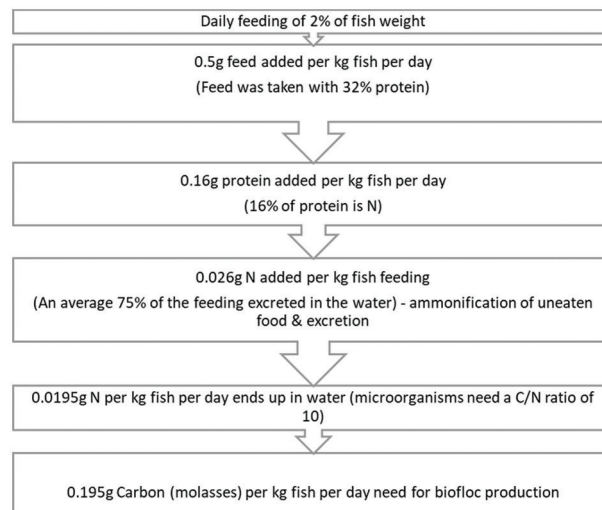 Daily feeding of 2% of fish weight
0.5g feed added per kg fish per day
(Feed was taken with 32% protein)
0.16g protein added per kg fish per day
(16% of protein is N)
0.026g N added per kg fish feeding
(An average 75% of the feeding excreted in the water) - ammonification of uneaten
food & excretion
0.0195g N per kg fish per day ends up in water (microorganisms need a C/N ratio of
10)
0.195g Carbon (molasses) per kg fish per day need for biofloc production